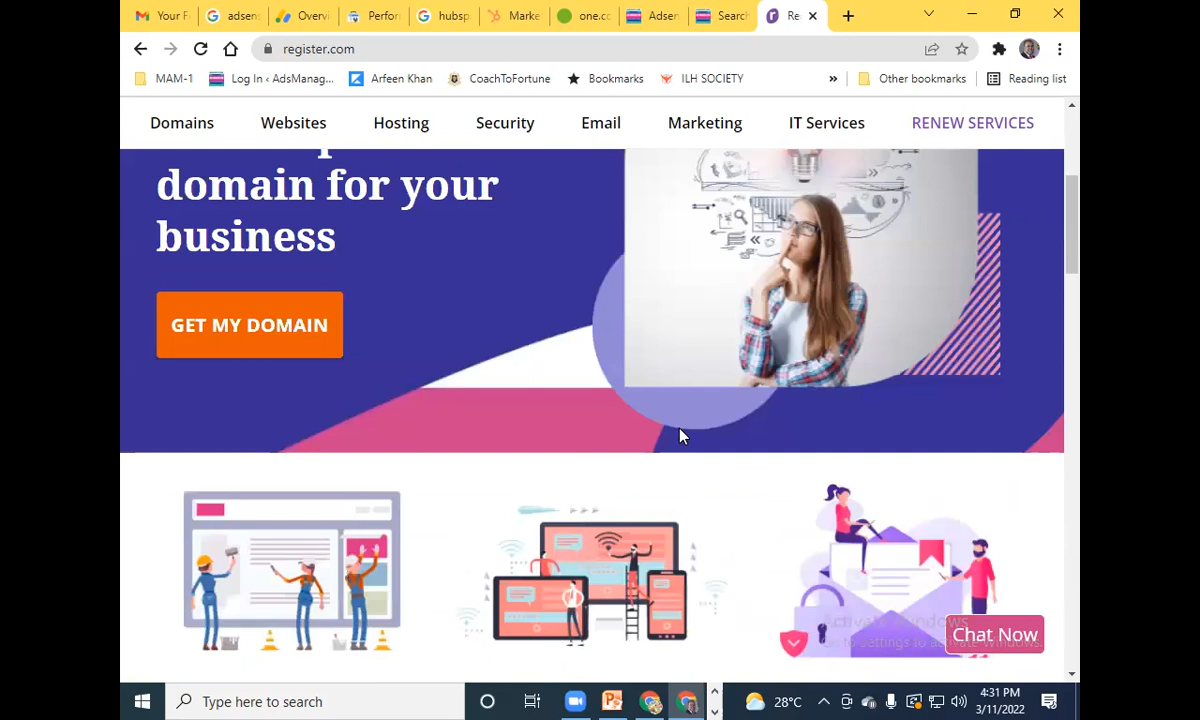 Your F
adsen
Overvi
Perfor
hubsp
Marke
one.cc
Adsen
Search
Re
register.com
MAM-1
Log In ‹ AdsManag...
Arfeen Khan
CoachToFortune
Bookmarks
ILH SOCIETY
»
Other bookmarks
Reading list
Domains
Websites
Hosting
Security
Email
Marketing
IT Services
RENEW SERVICES
domain for your
business
GET MY DOMAIN
Activate Windows
Chat Now
Type here to search
28°C
4:31 PM
3/11/2022